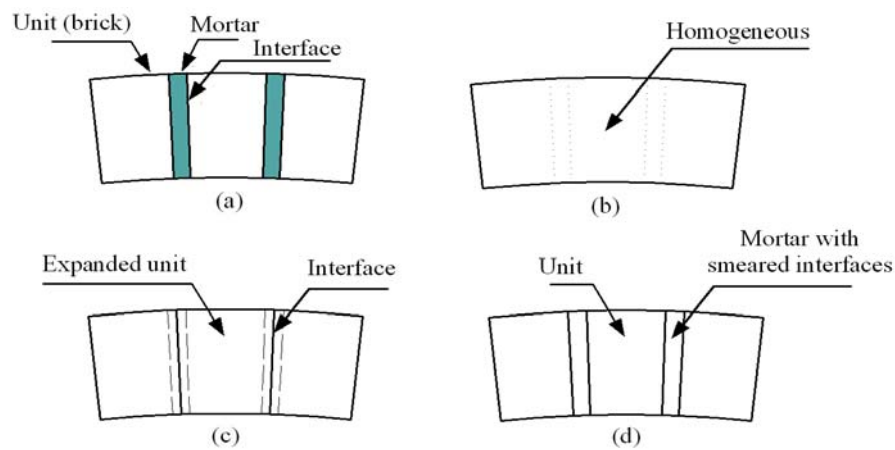 Unit (brick)
Mortar
Interface
(a)
Homogeneous
(b)
Expanded unit
Interface
(c)
Unit
Mortar with
smeared interfaces
(d)